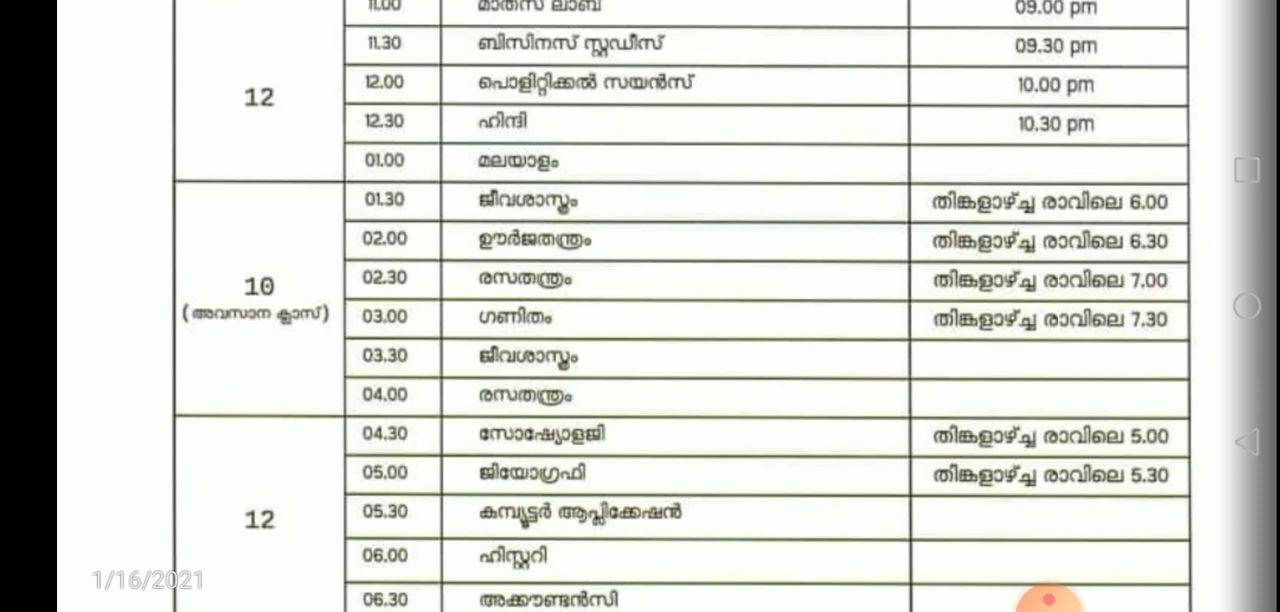 11.00 മാത്‌സ് ലാബ് 09.00 pm
11.30 ബിസിനസ് സ്റ്റഡീസ് 09.30 pm
12.00 പൊളിറ്റിക്കൽ സയൻസ് 10.00 pm
12
12.30 ഹിന്ദി 10.30 pm
01.00 മലയാളം
01.30 ജീവശാസ്ത്രം തിങ്കളാഴ്ച്ച രാവിലെ 6.00
02.00 ഊർജതന്ത്രം തിങ്കളാഴ്ച്ച രാവിലെ 6.30
02.30 രസതന്ത്രം തിങ്കളാഴ്ച്ച രാവിലെ 7.00
10
(അവസാന ക്ലാസ്)
03.00 ഗണിതം തിങ്കളാഴ്ച്ച രാവിലെ 7.30
03.30 ജീവശാസ്ത്രം
04.00 രസതന്ത്രം
04.30 സോഷ്യോളജി തിങ്കളാഴ്ച്ച രാവിലെ 5.00
05.00 ജിയോഗ്രഫി തിങ്കളാഴ്ച്ച രാവിലെ 5.30
05.30 കമ്പ്യൂട്ടർ ആപ്ലിക്കേഷൻ
12
06.00 ഹിസ്റ്ററി
06.30 അക്കൗണ്ടൻസി
1/16/2021